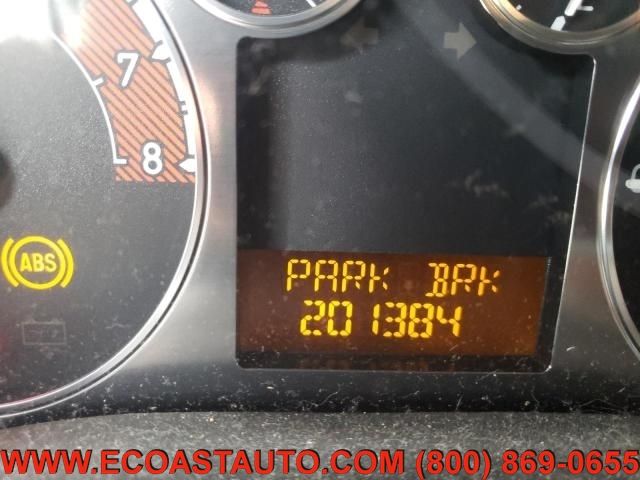 7
8
ABS
PARK BRK
201384
WWW.ECOASTAUTO.COM (800) 869-0655